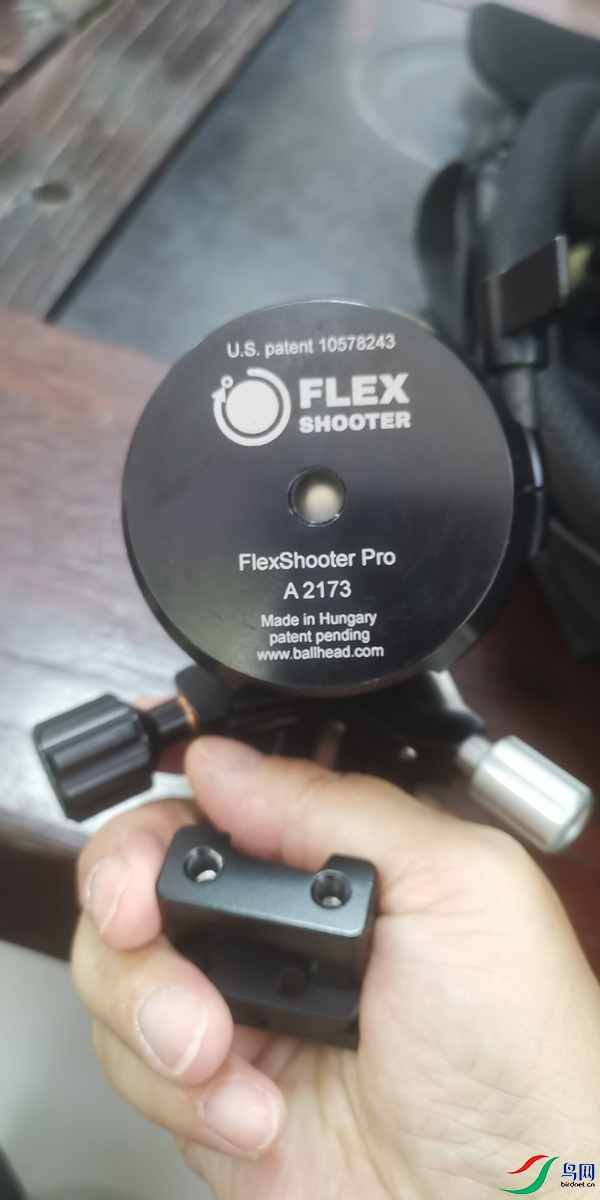 U.S. patent 10578243
FLEX
SHOOTER
FlexShooter Pro
A 2173
Made in Hungary
patent pending
www.ballhead.com
鸟网
birdnet.cn